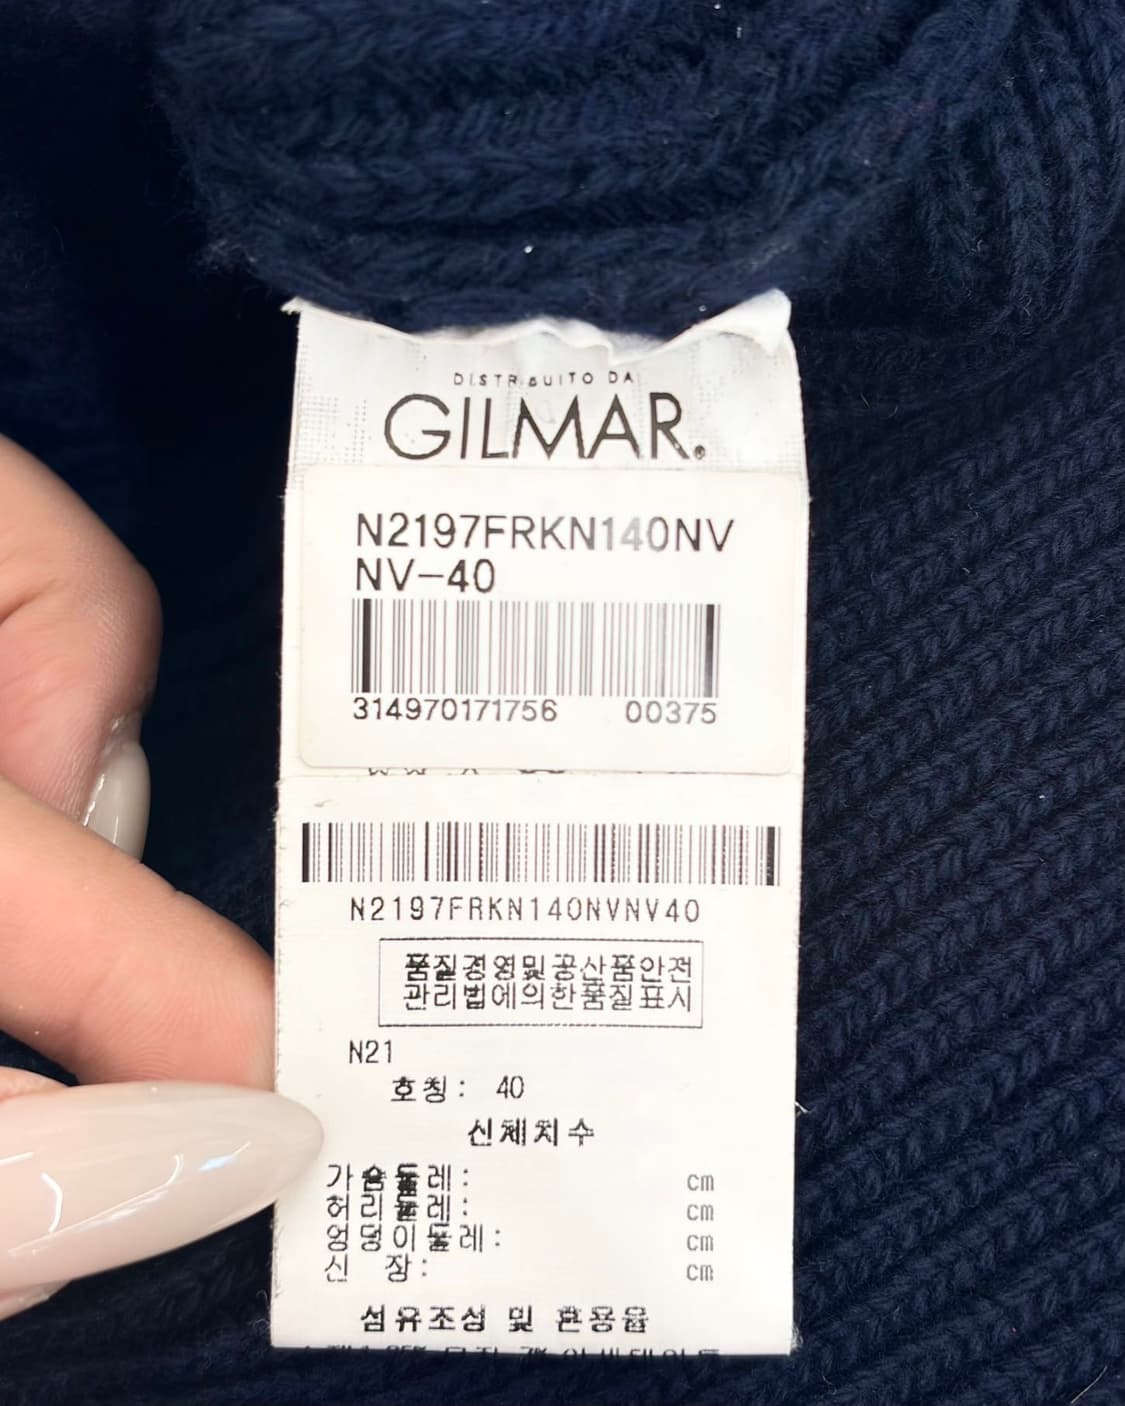 DISTRIBUITO DA
GILMAR®
N2197FRKN140NV
NV-40
314970171756 00375
N2197FRKN140NVNV40
품질경영및공산품안전
관리법에의한품질표시
N21
호칭: 40
신체치수
가슴둘레: cm
허리둘레: cm
엉덩이둘레: cm
신 장: cm
섬유조성 및 혼용율